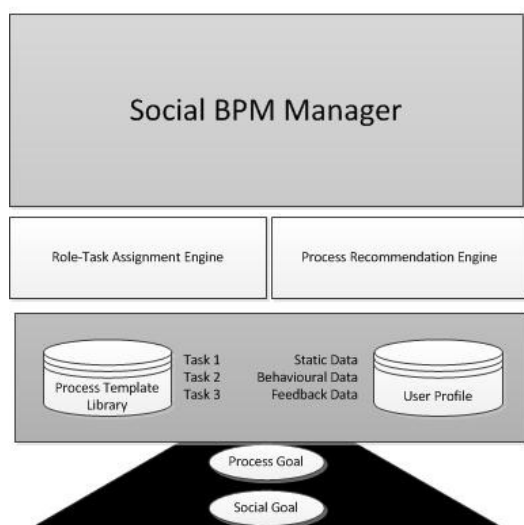 Social BPM Manager
Role-Task Assignment Engine
Process Recommendation Engine
Process Template
Library
Task 1
Task 2
Task 3
Static Data
Behavioural Data
Feedback Data
User Profile
Process Goal
Social Goal